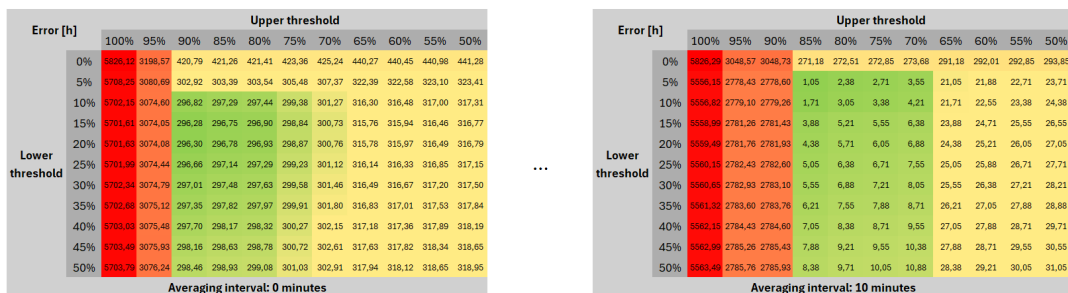 Error [h] Upper threshold
100% 95% 90% 85% 80% 75% 70% 65% 60% 55% 50%
Lower threshold
0% 5826,12 3198,57 420,79 421,26 421,41 423,36 425,24 440,27 440,45 440,98 441,28
5% 5708,25 3080,69 302,92 303,39 303,54 305,48 307,37 322,39 322,58 323,10 323,41
10% 5702,15 3074,60 296,82 297,29 297,44 299,38 301,27 316,30 316,48 317,00 317,31
15% 5701,61 3074,05 296,28 296,75 296,90 298,84 300,73 315,76 315,94 316,46 316,77
20% 5701,63 3074,08 296,30 296,78 296,93 298,87 300,76 315,78 315,97 316,49 316,79
25% 5701,99 3074,44 296,66 297,14 297,29 299,23 301,12 316,14 316,33 316,85 317,15
30% 5702,34 3074,79 297,01 297,48 297,63 299,58 301,46 316,49 316,67 317,20 317,50
35% 5702,68 3075,12 297,35 297,82 297,97 299,91 301,80 316,83 317,01 317,53 317,84
40% 5703,03 3075,48 297,70 298,17 298,32 300,27 302,15 317,18 317,36 317,89 318,19
45% 5703,49 3075,93 298,16 298,63 298,78 300,72 302,61 317,63 317,82 318,34 318,65
50% 5703,79 3076,24 298,46 298,93 299,08 301,03 302,91 317,94 318,12 318,65 318,95
Averaging interval: 0 minutes
...
Error [h] Upper threshold
100% 95% 90% 85% 80% 75% 70% 65% 60% 55% 50%
Lower threshold
0% 5826,29 3048,57 3048,73 271,18 272,51 272,85 273,68 291,18 292,01 292,85 293,85
5% 5556,15 2778,43 2778,60 1,05 2,38 2,71 3,55 21,05 21,88 22,71 23,71
10% 5556,82 2779,10 2779,26 1,71 3,05 3,38 4,21 21,71 22,55 23,38 24,38
15% 5558,99 2781,26 2781,43 3,88 5,21 5,55 6,38 23,88 24,71 25,55 26,55
20% 5559,49 2781,76 2781,93 4,38 5,71 6,05 6,88 24,38 25,21 26,05 27,05
25% 5560,15 2782,43 2782,60 5,05 6,38 6,71 7,55 25,05 25,88 26,71 27,71
30% 5560,65 2782,93 2783,10 5,55 6,88 7,21 8,05 25,55 26,38 27,21 28,21
35% 5561,32 2783,60 2783,76 6,21 7,55 7,88 8,71 26,21 27,05 27,88 28,88
40% 5562,15 2784,43 2784,60 7,05 8,38 8,71 9,55 27,05 27,88 28,71 29,71
45% 5562,99 2785,26 2785,43 7,88 9,21 9,55 10,38 27,88 28,71 29,55 30,55
50% 5563,49 2785,76 2785,93 8,38 9,71 10,05 10,88 28,38 29,21 30,05 31,05
Averaging interval: 10 minutes